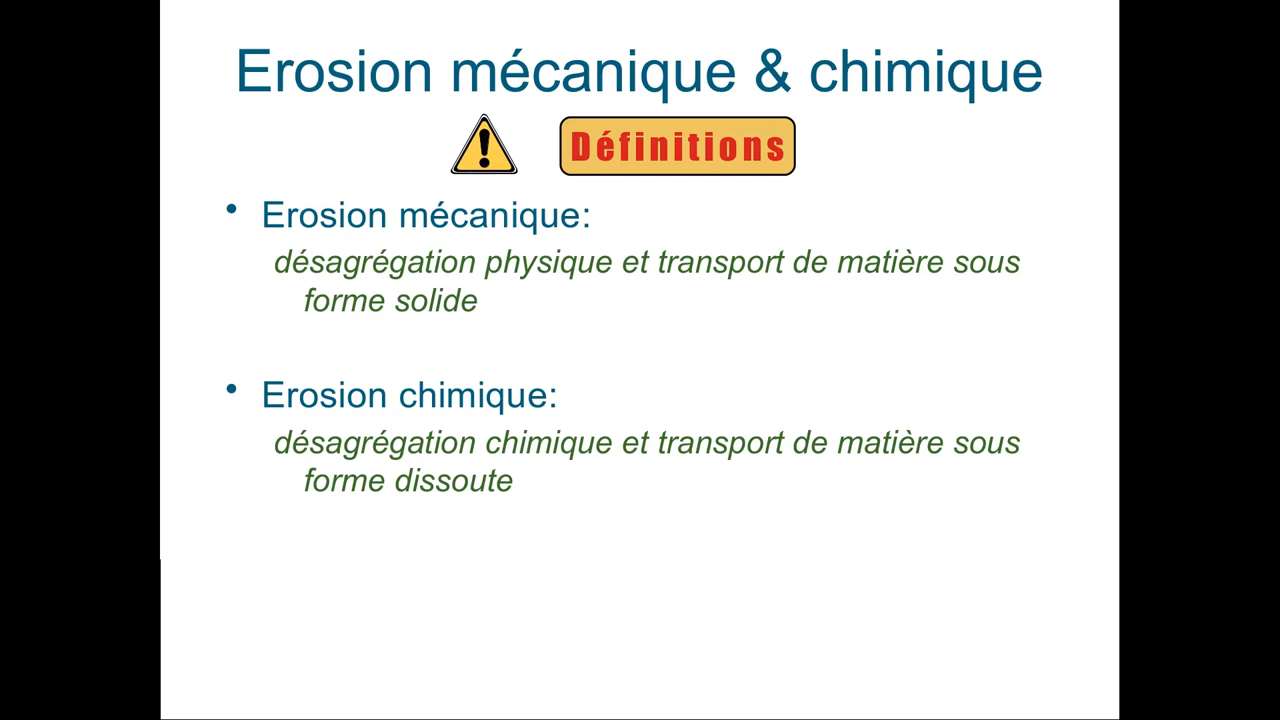 Erosion mécanique & chimique
Définitions
• Erosion mécanique:
désagrégation physique et transport de matière sous
forme solide
• Erosion chimique:
désagrégation chimique et transport de matière sous
forme dissoute